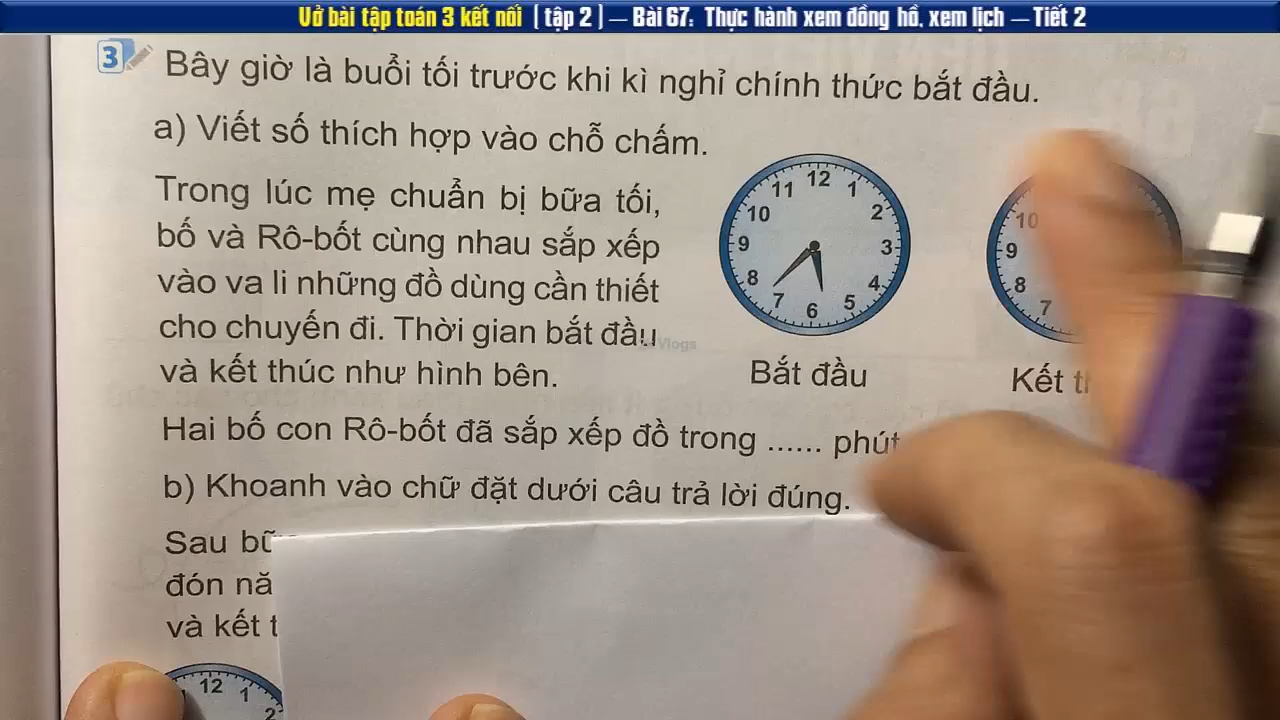 Vở bài tập toán 3 kết nối ( tập 2 ) – Bài 67: Thực hành xem đồng hồ, xem lịch – Tiết 2
3 Bây giờ là buổi tối trước khi kì nghỉ chính thức bắt đầu.
a) Viết số thích hợp vào chỗ chấm.
Trong lúc mẹ chuẩn bị bữa tối,
bố và Rô-bốt cùng nhau sắp xếp
vào va li những đồ dùng cần thiết
cho chuyến đi. Thời gian bắt đầu
và kết thúc như hình bên.
11 12 1
10 2
9 3
8 4
7 6 5
Bắt đầu
10
9
8
7
Kết
Vlogs
Hai bố con Rô-bốt đã sắp xếp đồ trong ...... phút
b) Khoanh vào chữ đặt dưới câu trả lời đúng.
Sau
đón
và kết
12 1
2